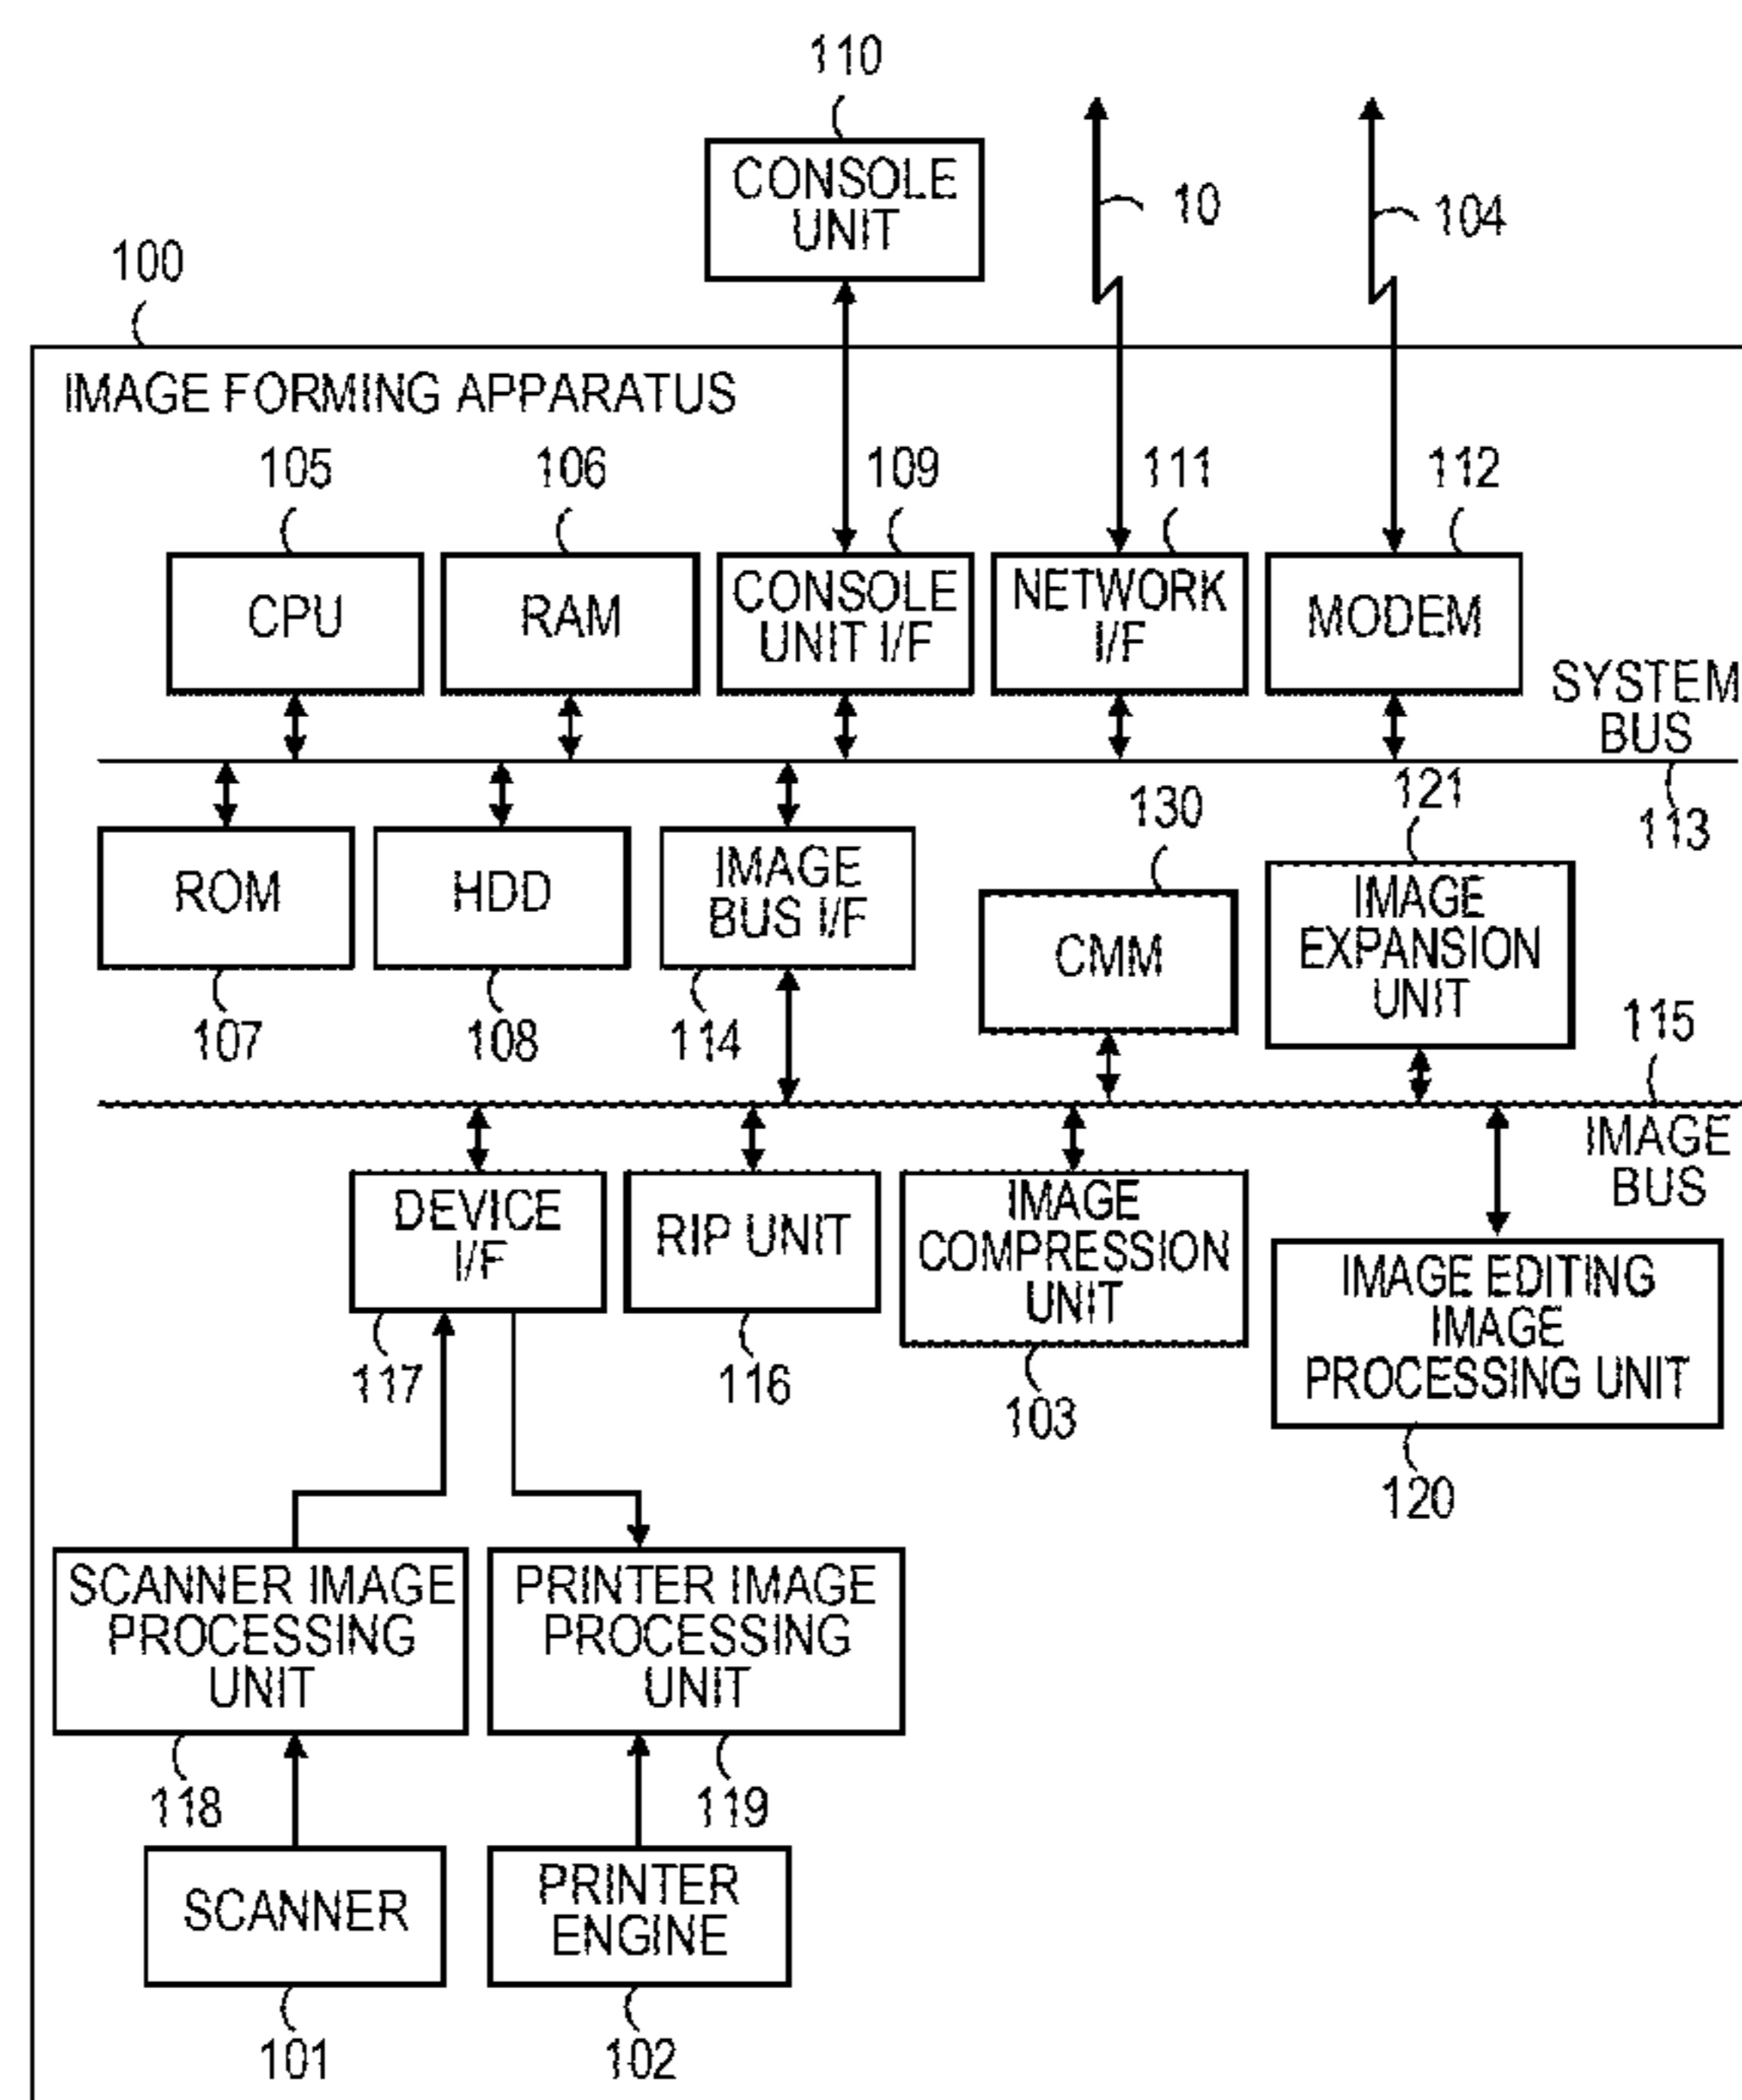 110
CONSOLE
UNIT
10
104
100
IMAGE FORMING APPARATUS
105
106
109
111
112
CPU
RAM
CONSOLE
UNIT I/F
NETWORK
I/F
MODEM
SYSTEM
BUS
113
ROM
107
HDD
108
IMAGE
BUS I/F
114
130
CMM
121
IMAGE
EXPANSION
UNIT
115
IMAGE
BUS
DEVICE
I/F
117
RIP UNIT
116
IMAGE
COMPRESSION
UNIT
103
IMAGE EDITING
IMAGE
PROCESSING UNIT
120
SCANNER IMAGE
PROCESSING
UNIT
118
PRINTER IMAGE
PROCESSING
UNIT
119
SCANNER
101
PRINTER
ENGINE
102